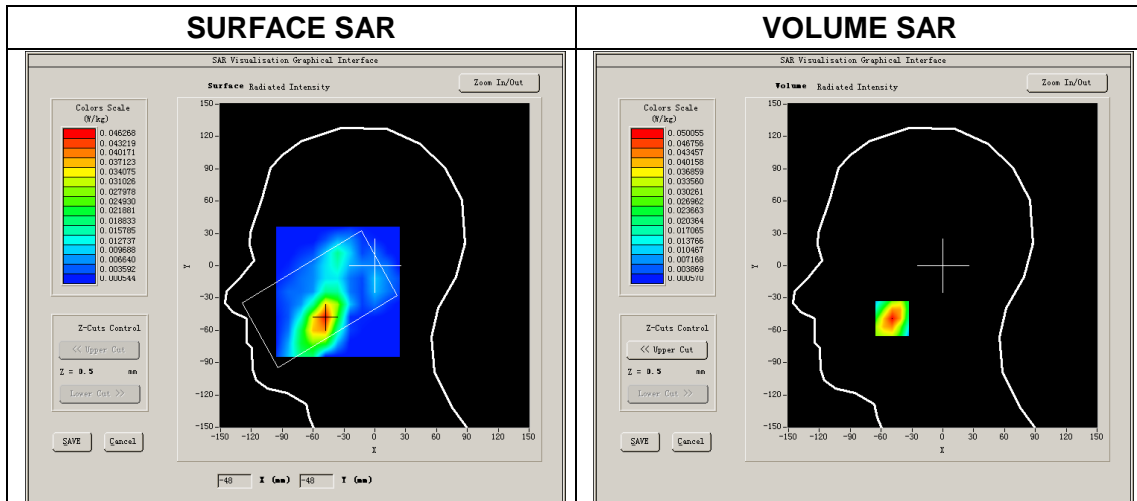 SURFACE SAR
VOLUME SAR
SAR Visualisation Graphical Interface
Surface Radiated Intensity
Zoom In/Out
Colors Scale
(W/kg)
0.046268
0.043219
0.040171
0.037123
0.034075
0.031026
0.027978
0.024930
0.021881
0.018833
0.015785
0.012737
0.009688
0.006640
0.003592
0.000544
Z-Cuts Control
<< Upper Cut
Z = 0.5 mm
Lower Cut >>
SAVE
Cancel
150
120
90
60
30
0
-30
-60
-90
-120
-150
Y
-150 -120 -90 -60 -30 0 30 60 90 120 150
X
-48 X (mm) -48 Y (mm)
SAR Visualisation Graphical Interface
Volume Radiated Intensity
Zoom In/Out
Colors Scale
(W/kg)
0.050055
0.046756
0.043457
0.040158
0.036859
0.033560
0.030261
0.026962
0.023663
0.020364
0.017065
0.013766
0.010467
0.007168
0.003869
0.000570
Z-Cuts Control
<< Upper Cut
Z = 0.5 mm
Lower Cut >>
SAVE
Cancel
150
120
90
60
30
0
-30
-60
-90
-120
-150
Y
-150 -120 -90 -60 -30 0 30 60 90 120 150
X